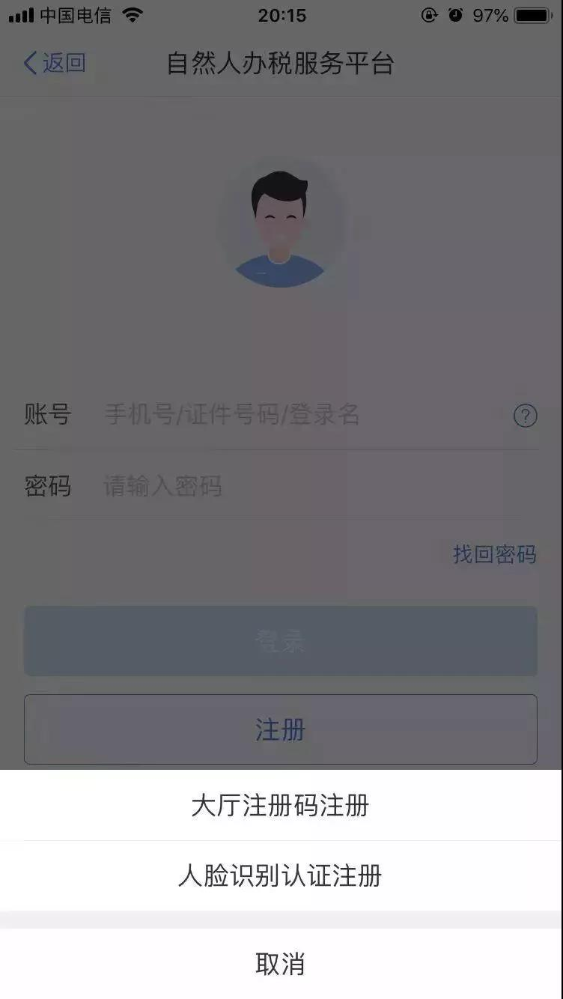 中国电信 20:15 97%
返回 自然人办税服务平台
账号 手机号/证件号码/登录名 ?
密码 请输入密码
找回密码
登录
注册
大厅注册码注册
人脸识别认证注册
取消